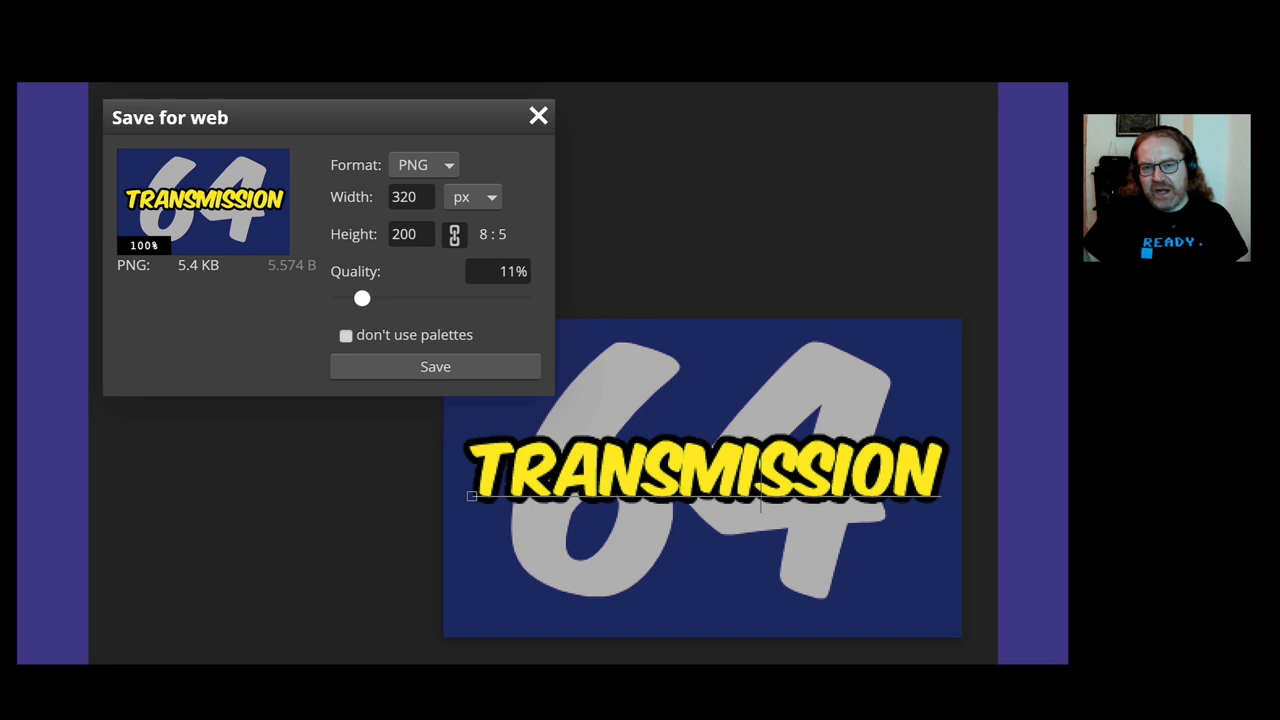 Save for web
64
TRANSMISSION
100%
PNG: 5.4 KB 5.574 B
Format: PNG
Width: 320 px
Height: 200 8 : 5
Quality: 11%
don't use palettes
Save
64
TRANSMISSION
READY.